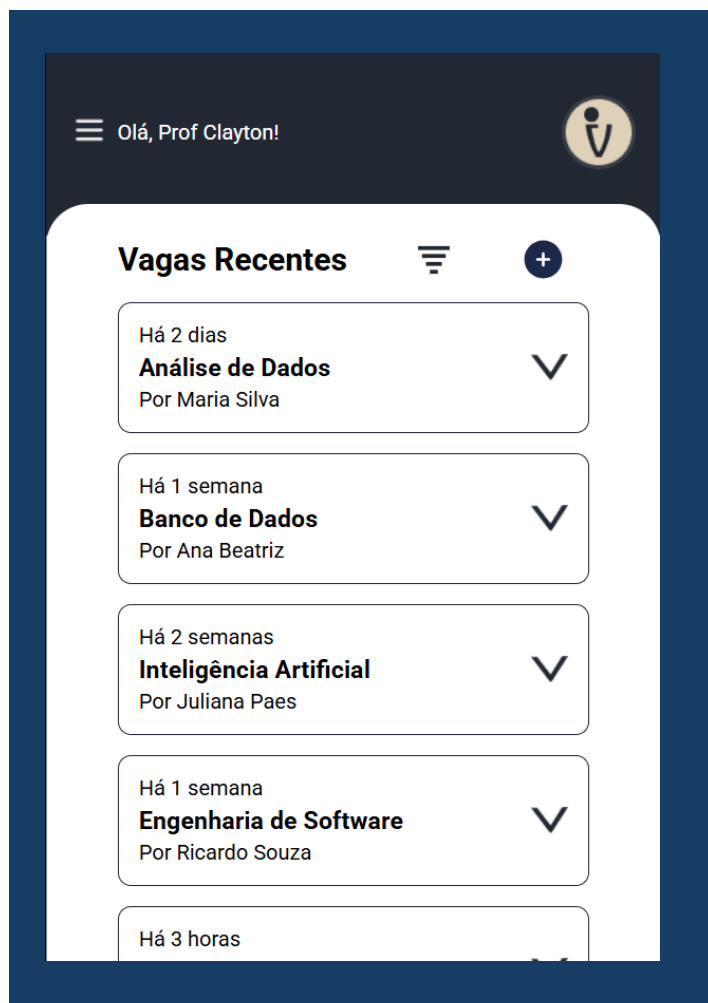 Olá, Prof Clayton!
Vagas Recentes
Há 2 dias
Análise de Dados
Por Maria Silva
Há 1 semana
Banco de Dados
Por Ana Beatriz
Há 2 semanas
Inteligência Artificial
Por Juliana Paes
Há 1 semana
Engenharia de Software
Por Ricardo Souza
Há 3 horas